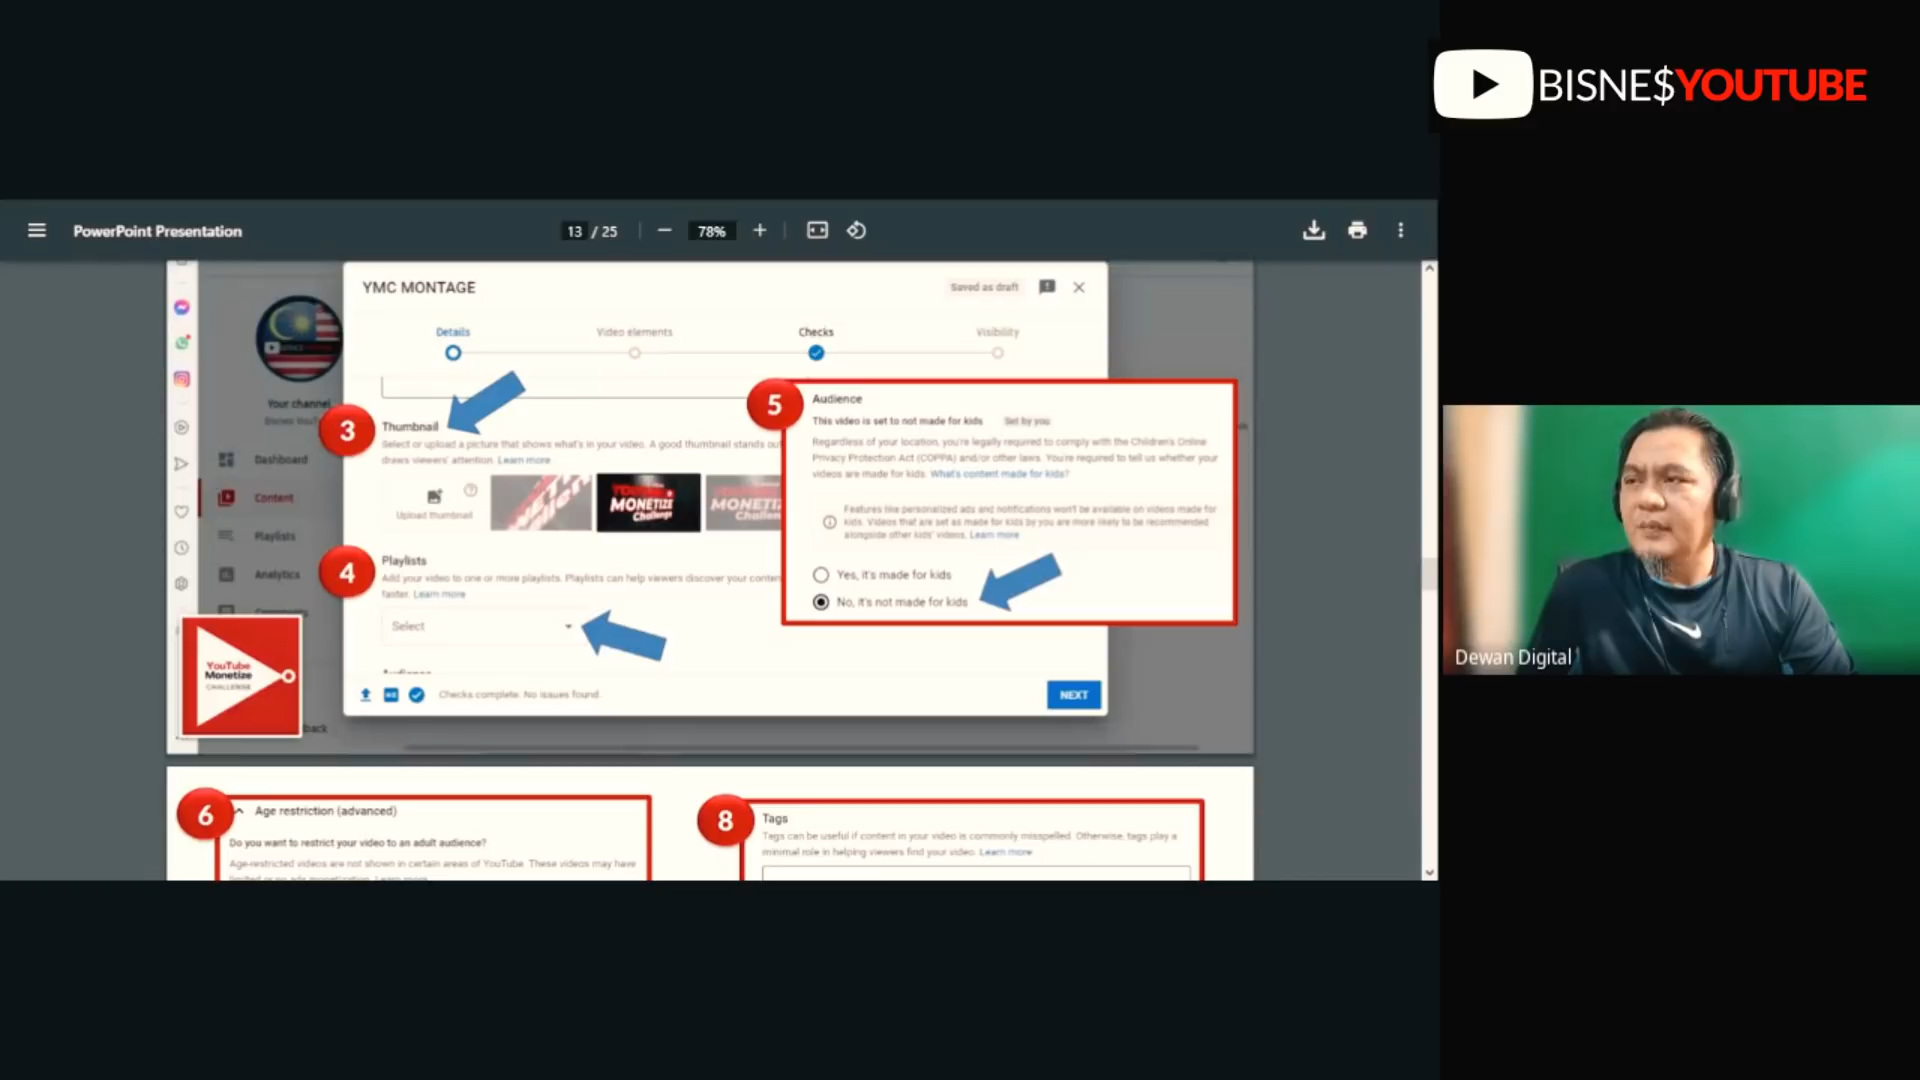 BISNE$YOUTUBE
PowerPoint Presentation
13 / 25
78%
YMC MONTAGE
Saved as draft
Details
Video elements
Checks
Visibility
Your channel
Dashboard
Content
Playlists
Analytics
3
Thumbnail
Select or upload a picture that shows what's in your video. A good thumbnail stands
draws viewers' attention. Learn more
Upload thumbnail
MONETIZE
Challenge
MONETIZ
4
Playlists
Add your video to one or more playlists. Playlists can help viewers discover your
faster. Learn more
Select
Checks complete. No issues found.
NEXT
5
Audience
This video is set to not made for kids
Set by you
Regardless of your location, you're legally required to comply with the Children's Online
Privacy Protection Act (COPPA) and/or other laws. You're required to tell us whether your
videos are made for kids. What's content made for kids?
Features like personalized ads and notifications won't be available on videos made for
kids. Videos that are set as made for kids by you are more likely to be recommended
alongside other kids' videos. Learn more
Yes, it's made for kids
No, it's not made for kids
YouTube
Monetize
CHALLENGE
back
6
Age restriction (advanced)
Do you want to restrict your video to an adult audience?
Age-restricted videos are not shown in certain areas of YouTube. These videos may have
8
Tags
Tags can be useful if content in your video is commonly misspelled. Otherwise, tags play a
minimal role in helping viewers find your video. Learn more
Dewan Digital